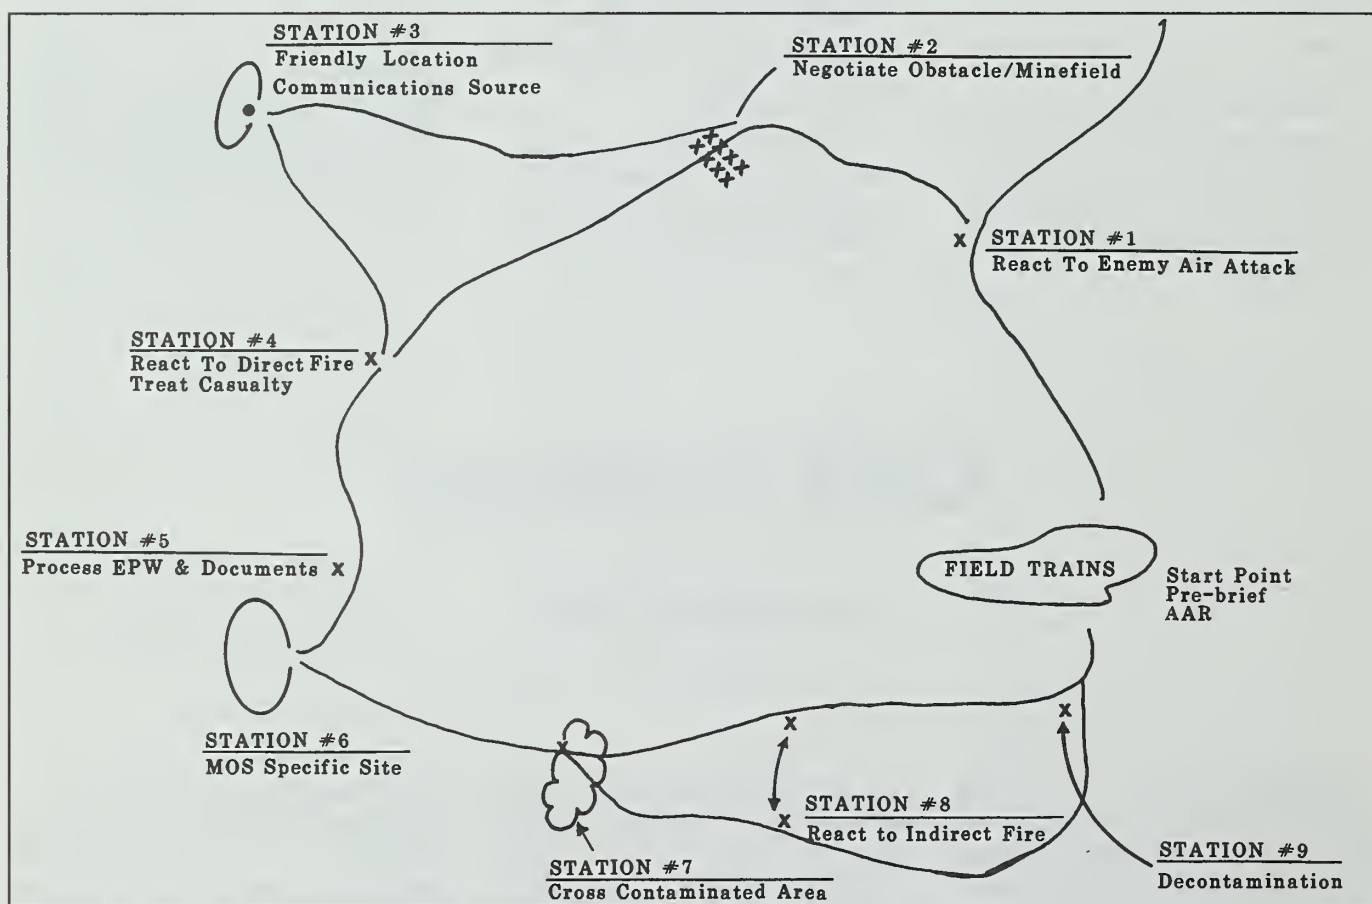 STATION #3
Friendly Location
Communications Source
STATION #2
Negotiate Obstacle/Minefield
STATION #1
React To Enemy Air Attack
STATION #4
React To Direct Fire
Treat Casualty
STATION #5
Process EPW & Documents
FIELD TRAINS
Start Point
Pre-brief
AAR
STATION #6
MOS Specific Site
STATION #8
React to Indirect Fire
STATION #7
Cross Contaminated Area
STATION #9
Decontamination